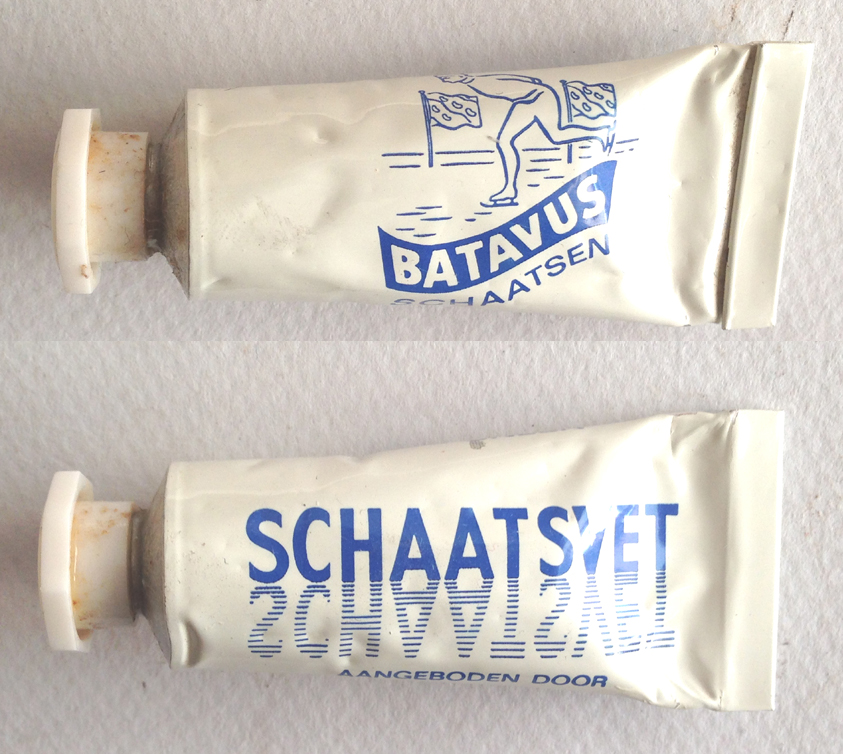 BATAVUS
SCHAATSEN
SCHAATSVET
SCHAATSVET
AANGEBODEN DOOR